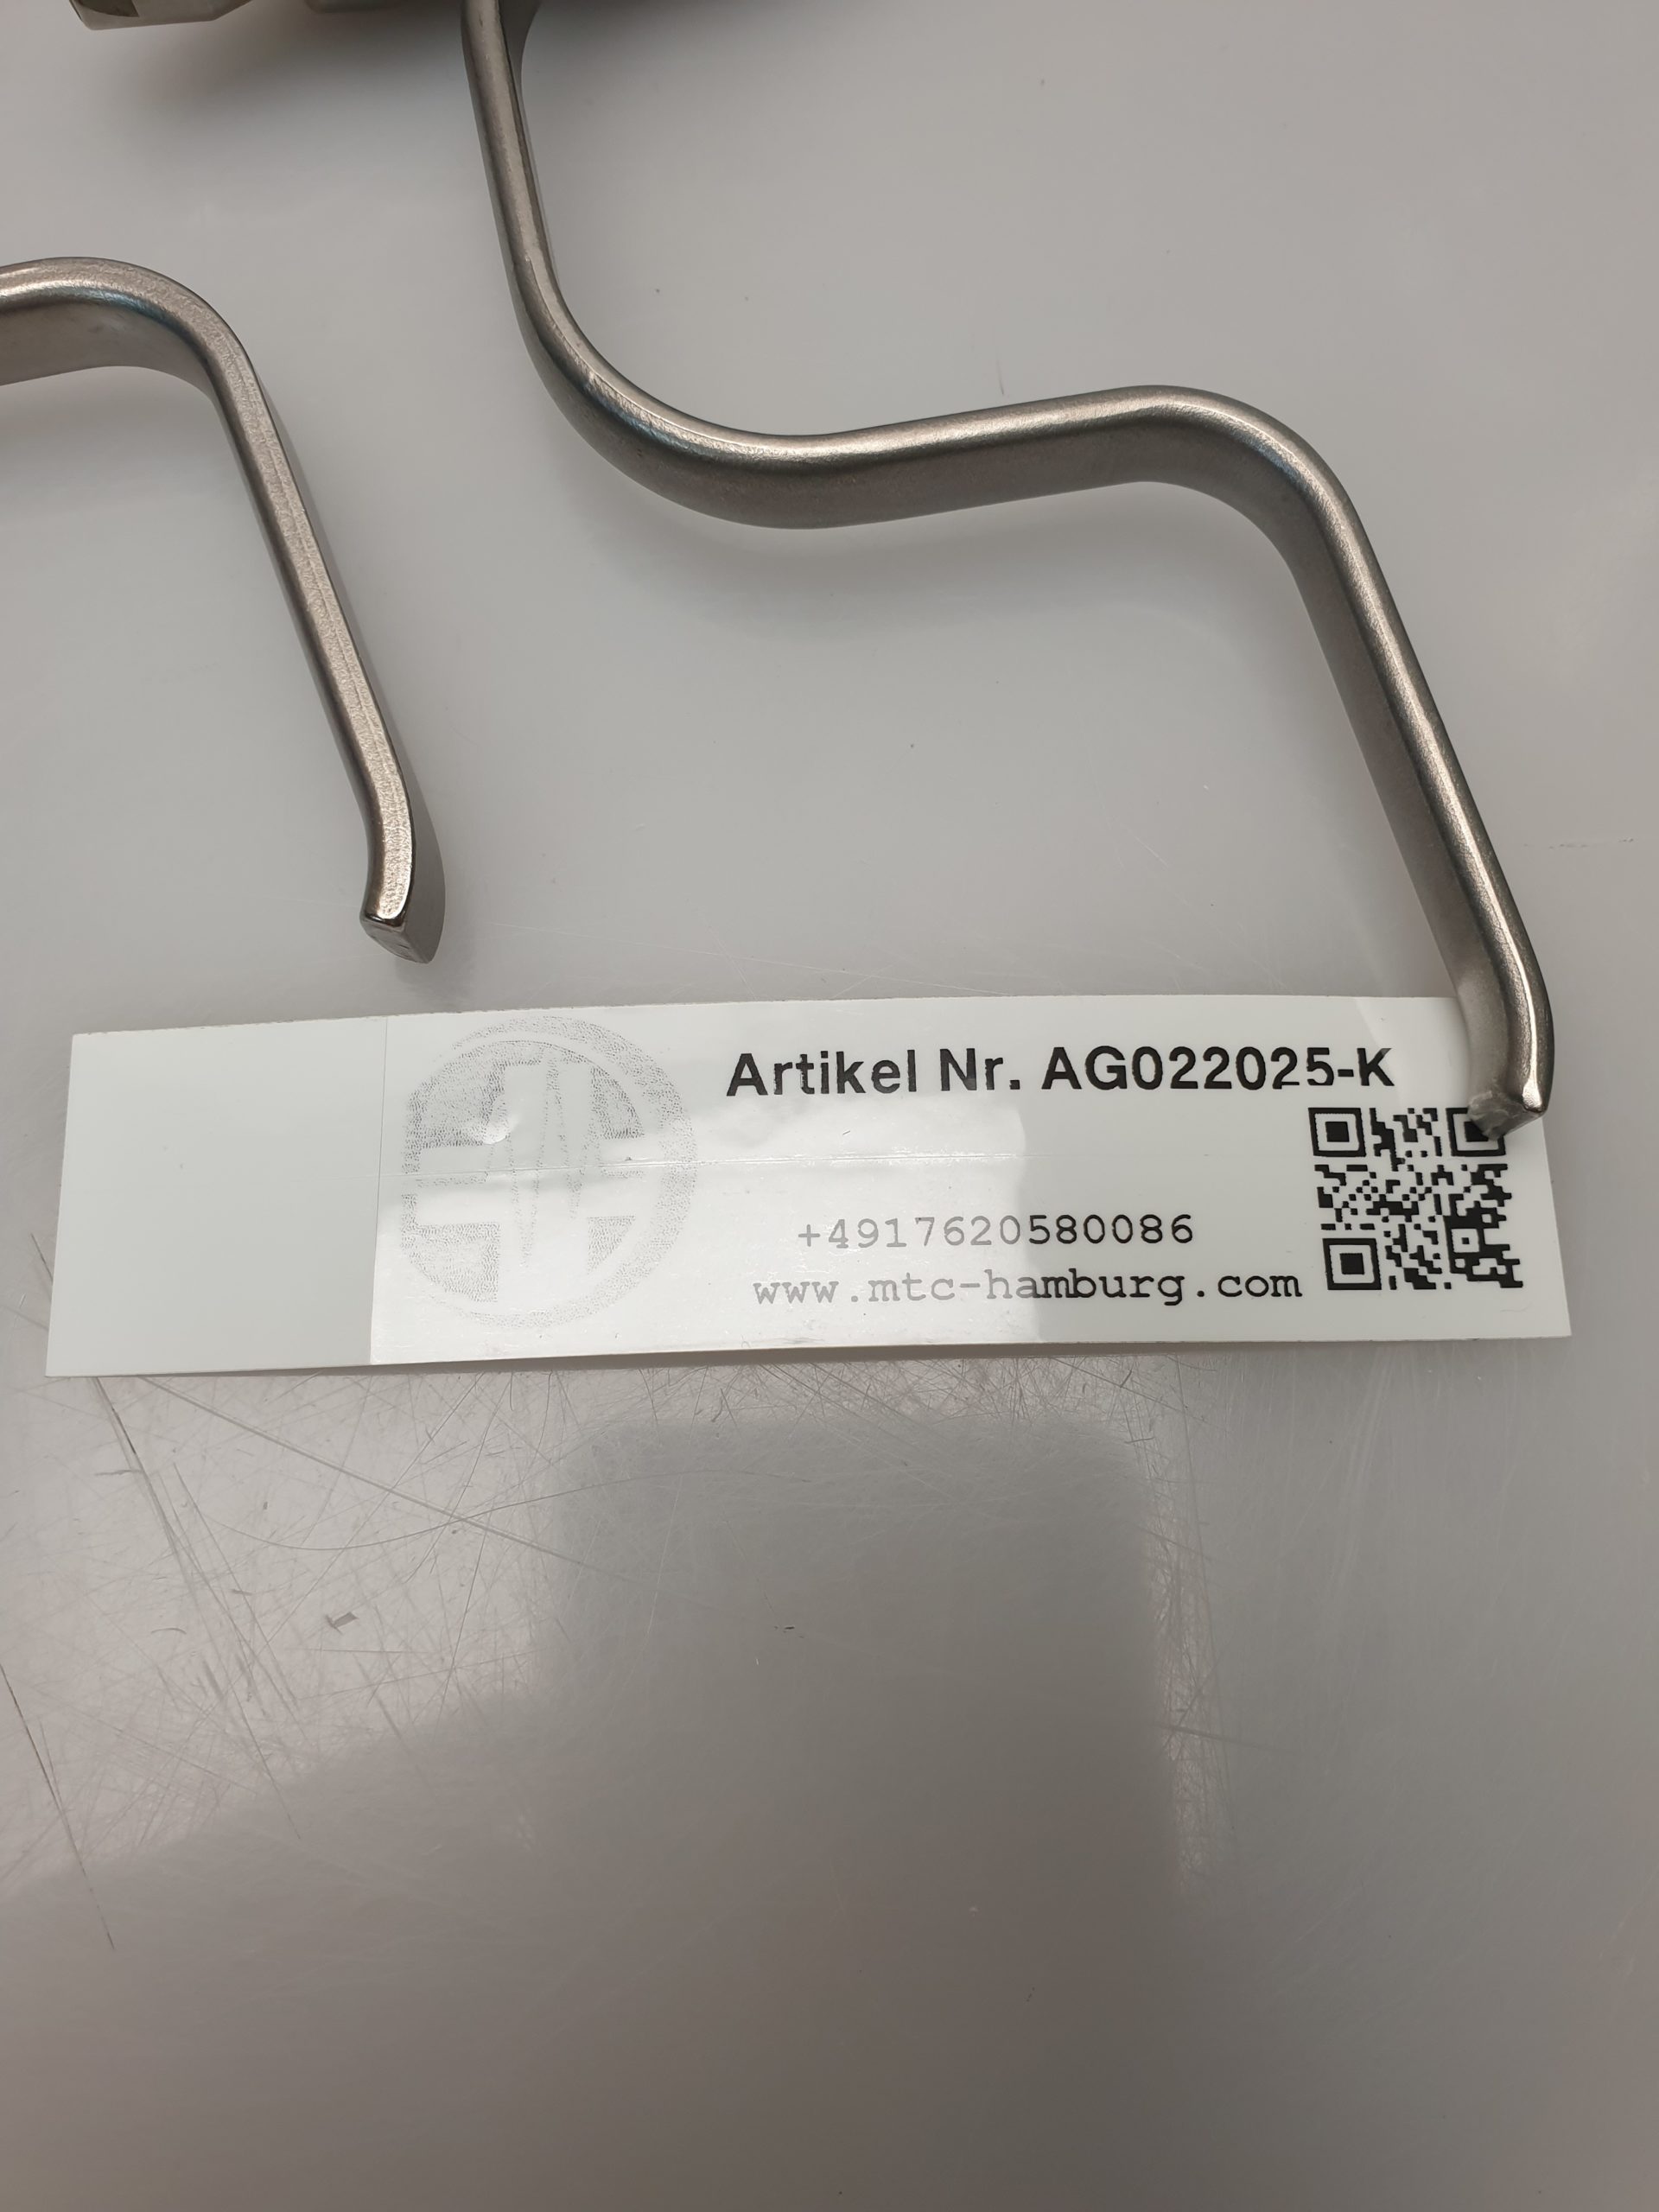 Artikel Nr. AG022025-K
+4917620580086
www.mtc-hamburg.com